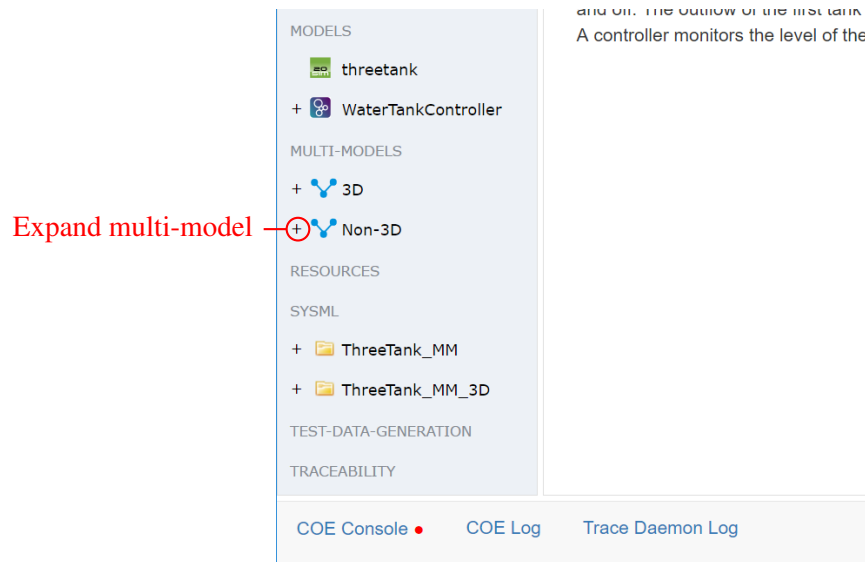 and off. The outflow of the first tank
MODELS
A controller monitors the level of the
threetank
+ WaterTankController
MULTI-MODELS
+ 3D
Expand multi-model
+ Non-3D
RESOURCES
SYSML
+ ThreeTank_MM
+ ThreeTank_MM_3D
TEST-DATA-GENERATION
TRACEABILITY
COE Console COE Log Trace Daemon Log